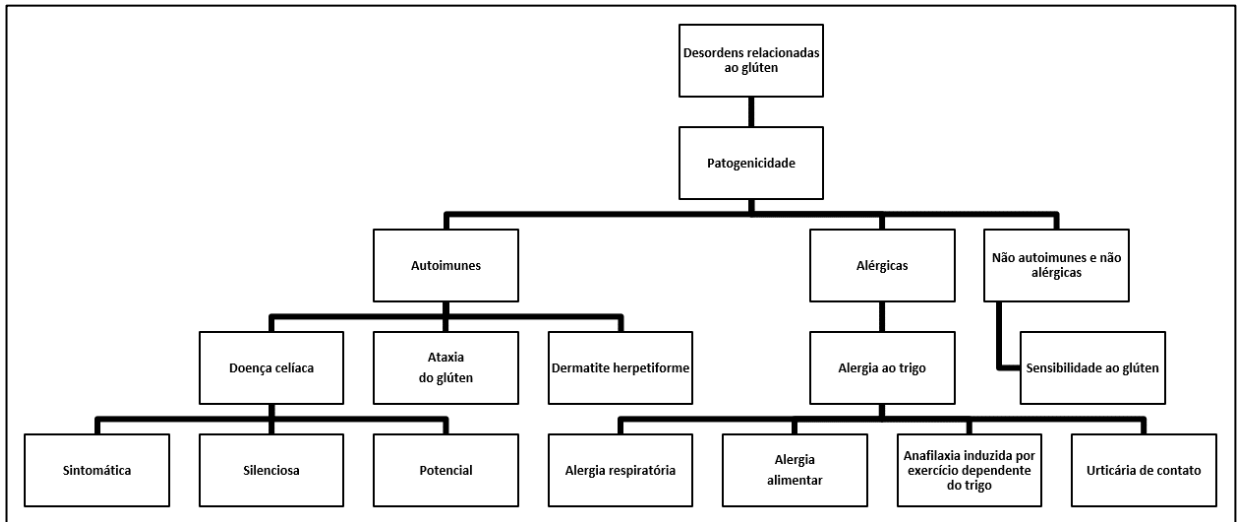 Desordens relacionadas
ao glúten
Patogenicidade
Autoimunes
Alérgicas
Não autoimunes e não
alérgicas
Doença celíaca
Ataxia
do glúten
Dermatite herpetiforme
Alergia ao trigo
Sensibilidade ao glúten
Sintomática
Silenciosa
Potencial
Alergia respiratória
Alergia
alimentar
Anafilaxia induzida por
exercício dependente
do trigo
Urticária de contato